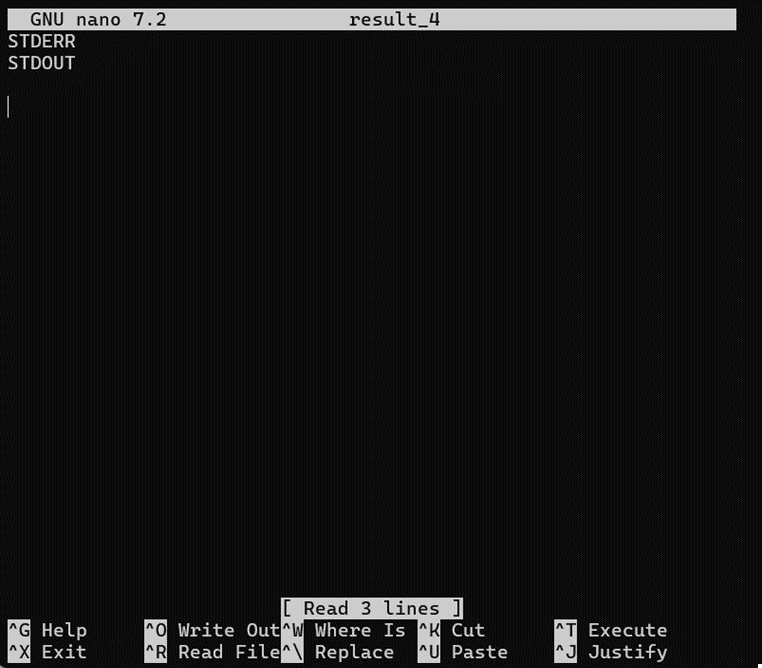 GNU nano 7.2 result_4
STDERR
STDOUT
[ Read 3 lines ]
^G Help ^O Write Out ^W Where Is ^K Cut ^T Execute
^X Exit ^R Read File ^\ Replace ^U Paste ^J Justify